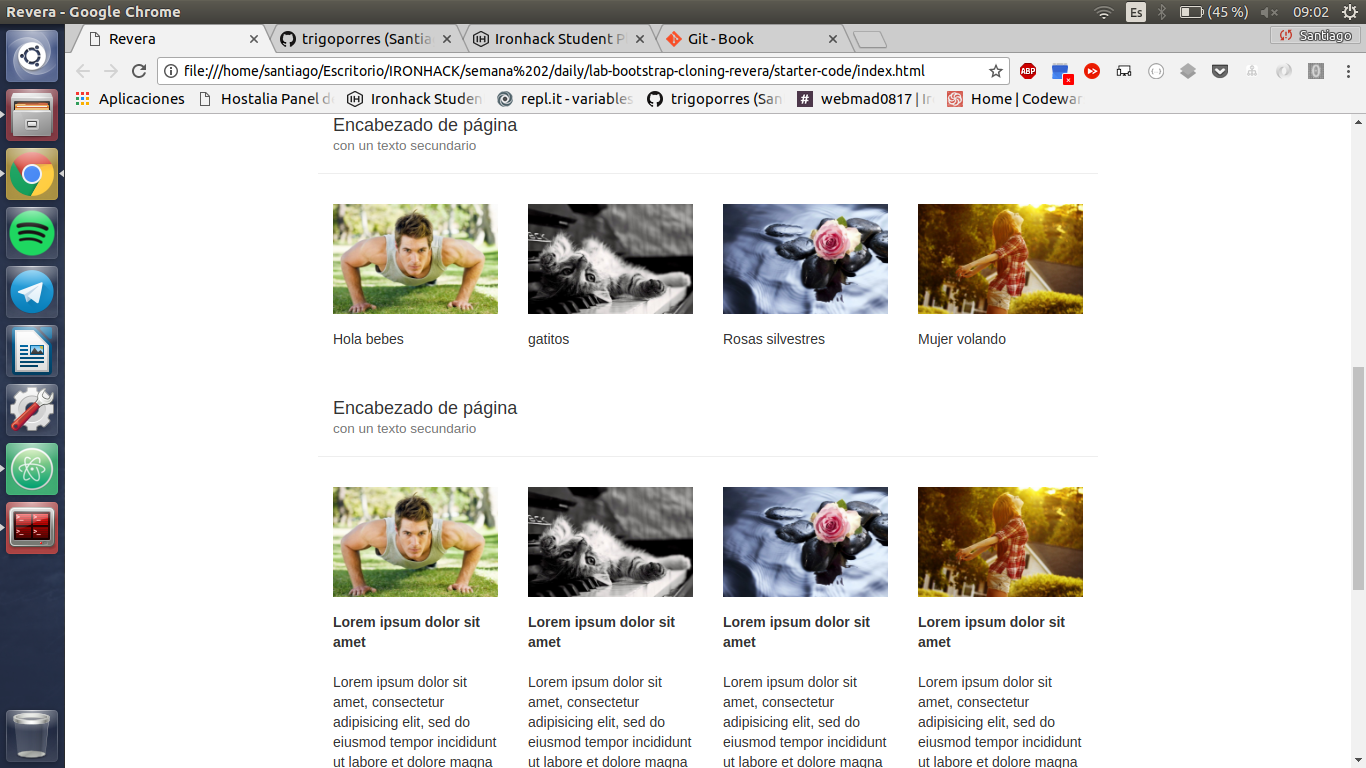 Revera - Google Chrome
Es
(45 %)
09:02
Revera
trigoporres (Santia
Ironhack Student P
Git - Book
Santiago
file:///home/santiago/Escritorio/IRONHACK/semana%202/daily/lab-bootstrap-cloning-revera/starter-code/index.html
ABP
Aplicaciones
Hostalia Panel de
Ironhack Studen
repl.it - variables
trigoporres (San
webmad0817 | Ir
Home | Codewar
Encabezado de página
con un texto secundario
Hola bebes
gatitos
Rosas silvestres
Mujer volando
Encabezado de página
con un texto secundario
Lorem ipsum dolor sit
amet
Lorem ipsum dolor sit
amet, consectetur
adipisicing elit, sed do
eiusmod tempor incididunt
ut labore et dolore magna
Lorem ipsum dolor sit
amet
Lorem ipsum dolor sit
amet, consectetur
adipisicing elit, sed do
eiusmod tempor incididunt
ut labore et dolore magna
Lorem ipsum dolor sit
amet
Lorem ipsum dolor sit
amet, consectetur
adipisicing elit, sed do
eiusmod tempor incididunt
ut labore et dolore magna
Lorem ipsum dolor sit
amet
Lorem ipsum dolor sit
amet, consectetur
adipisicing elit, sed do
eiusmod tempor incididunt
ut labore et dolore magna